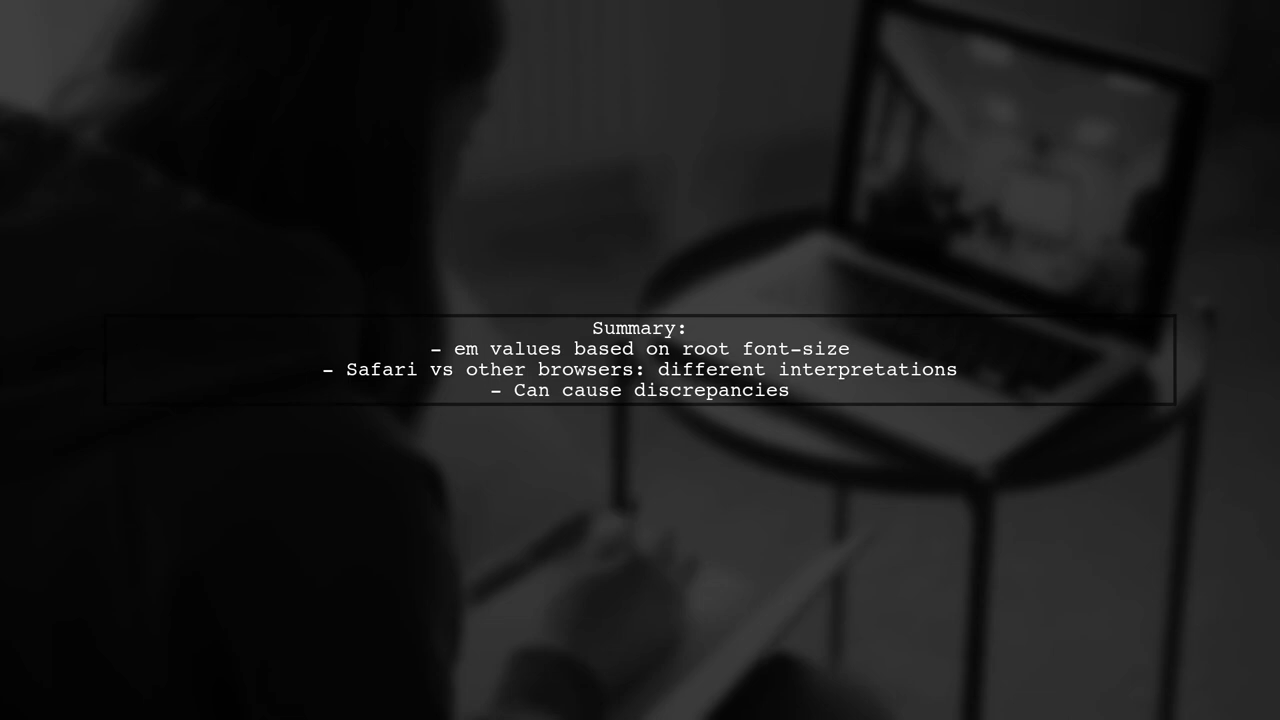 Summary:
- em values based on root font-size
- Safari vs other browsers: different interpretations
- Can cause discrepancies